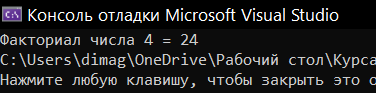 Консоль отладки Microsoft Visual Studio
Факториал числа 4 = 24
C:\Users\dimag\OneDrive\Рабочий стол\Курса
Нажмите любую клавишу, чтобы закрыть это о